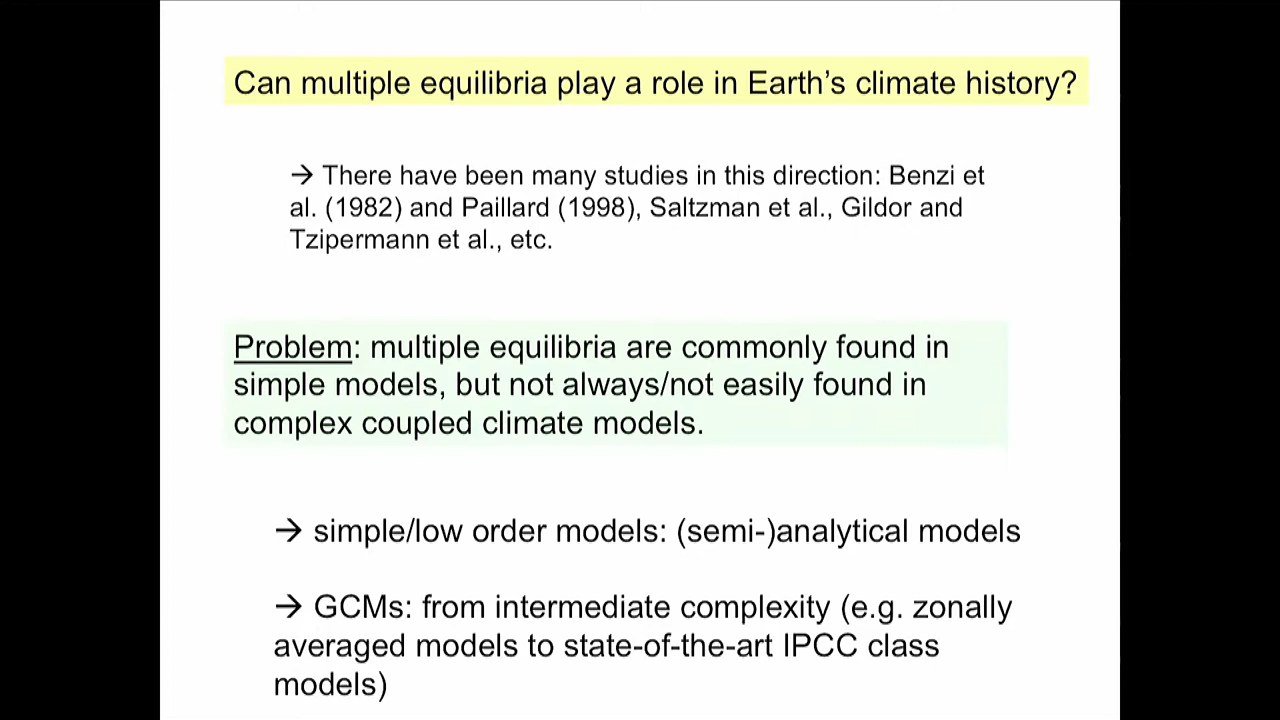 Can multiple equilibria play a role in Earth’s climate history?
→ There have been many studies in this direction: Benzi et
al. (1982) and Paillard (1998), Saltzman et al., Gildor and
Tzipermann et al., etc.
Problem: multiple equilibria are commonly found in
simple models, but not always/not easily found in
complex coupled climate models.
→ simple/low order models: (semi-)analytical models
→ GCMs: from intermediate complexity (e.g. zonally
averaged models to state-of-the-art IPCC class
models)